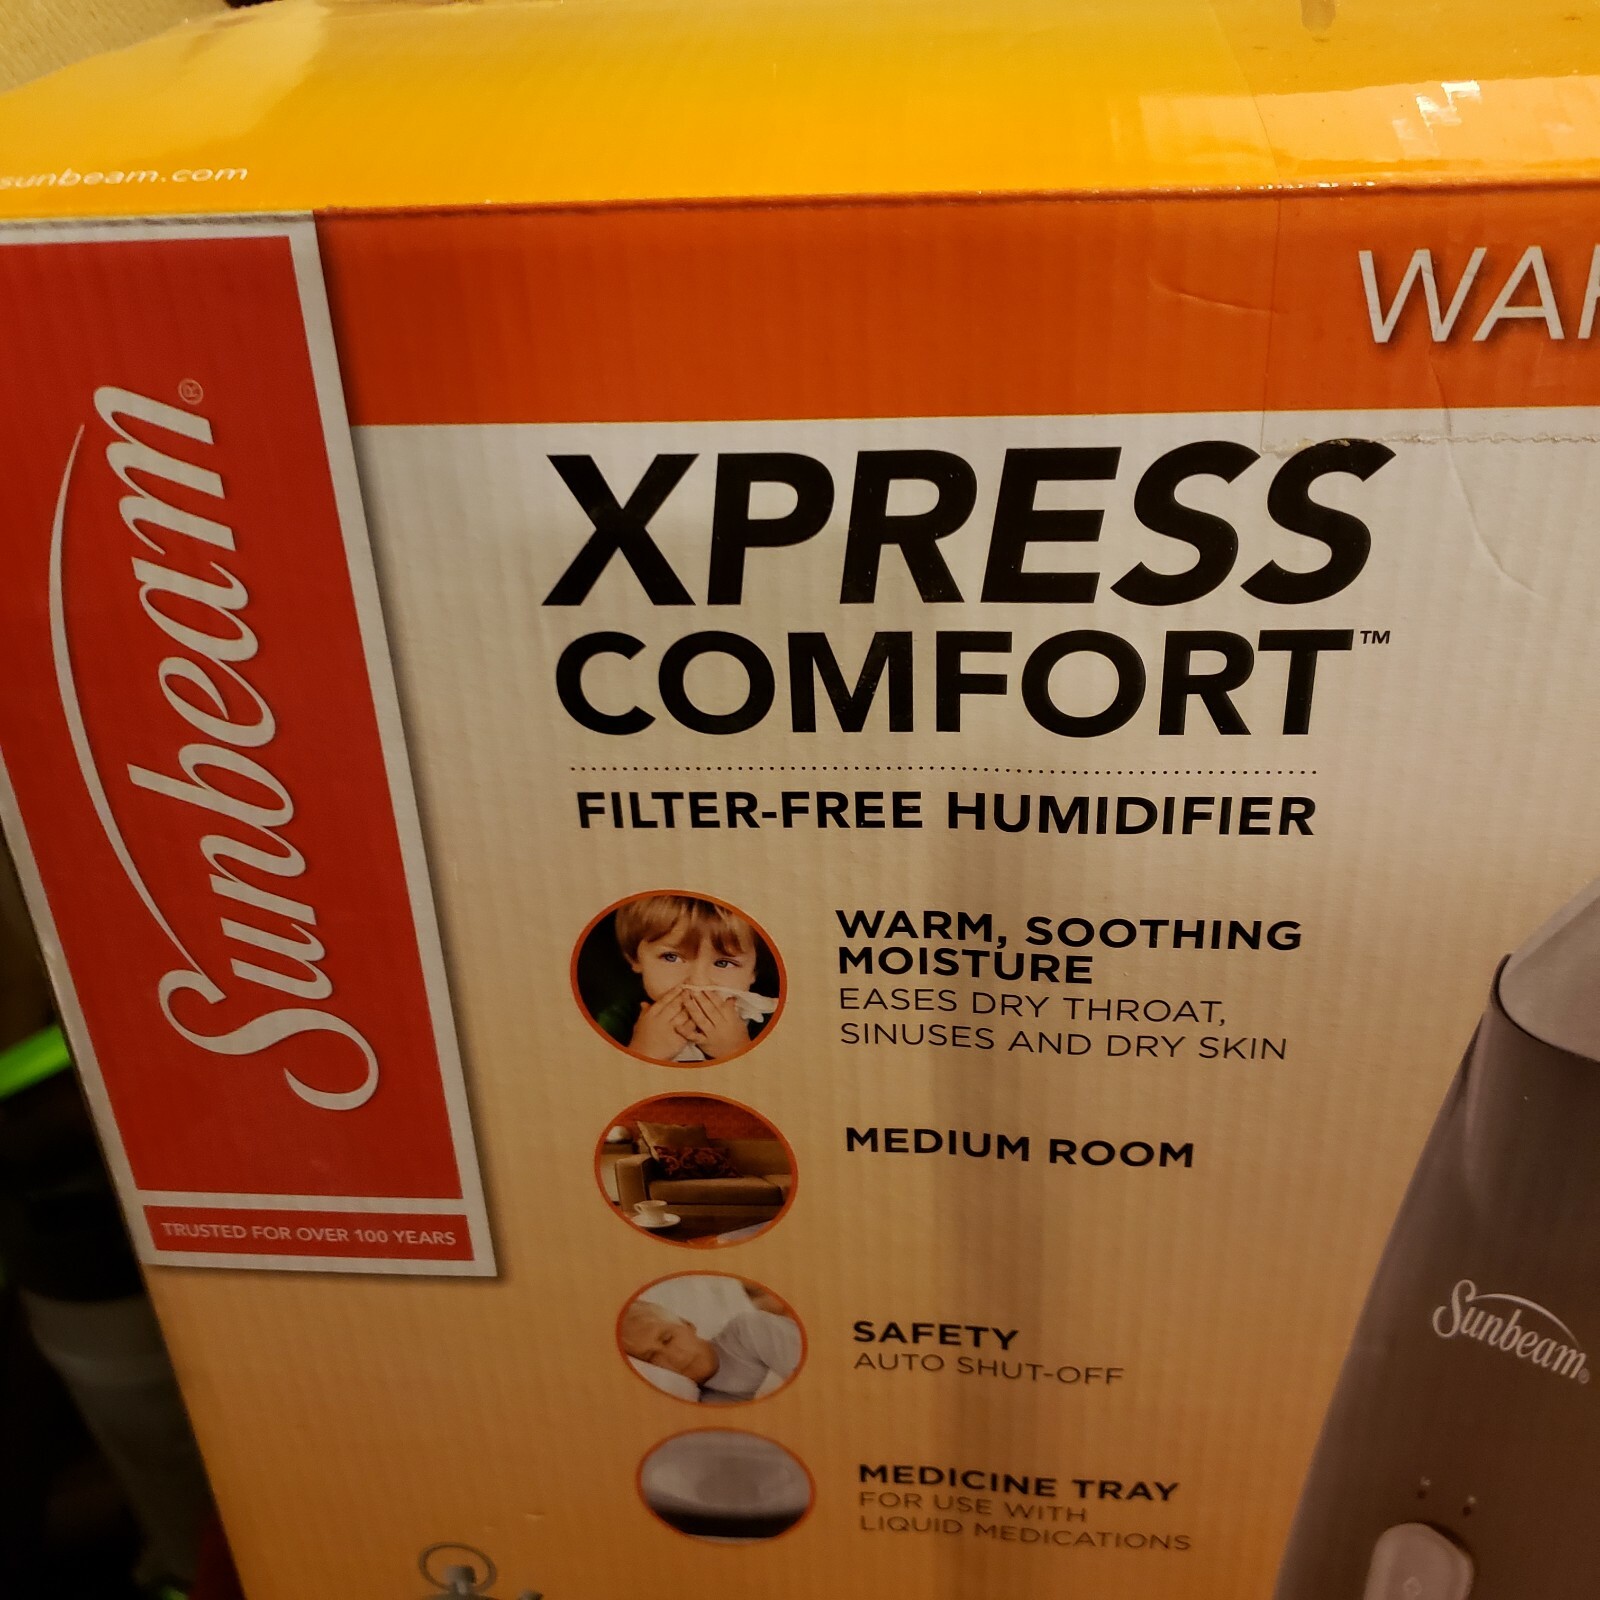 sunbeam.com
Sunbeam®
TRUSTED FOR OVER 100 YEARS
XPRESS
COMFORT™
FILTER-FREE HUMIDIFIER
WARM, SOOTHING
MOISTURE
EASES DRY THROAT,
SINUSES AND DRY SKIN
MEDIUM ROOM
SAFETY
AUTO SHUT-OFF
MEDICINE TRAY
FOR USE WITH
LIQUID MEDICATIONS
Sunbeam®